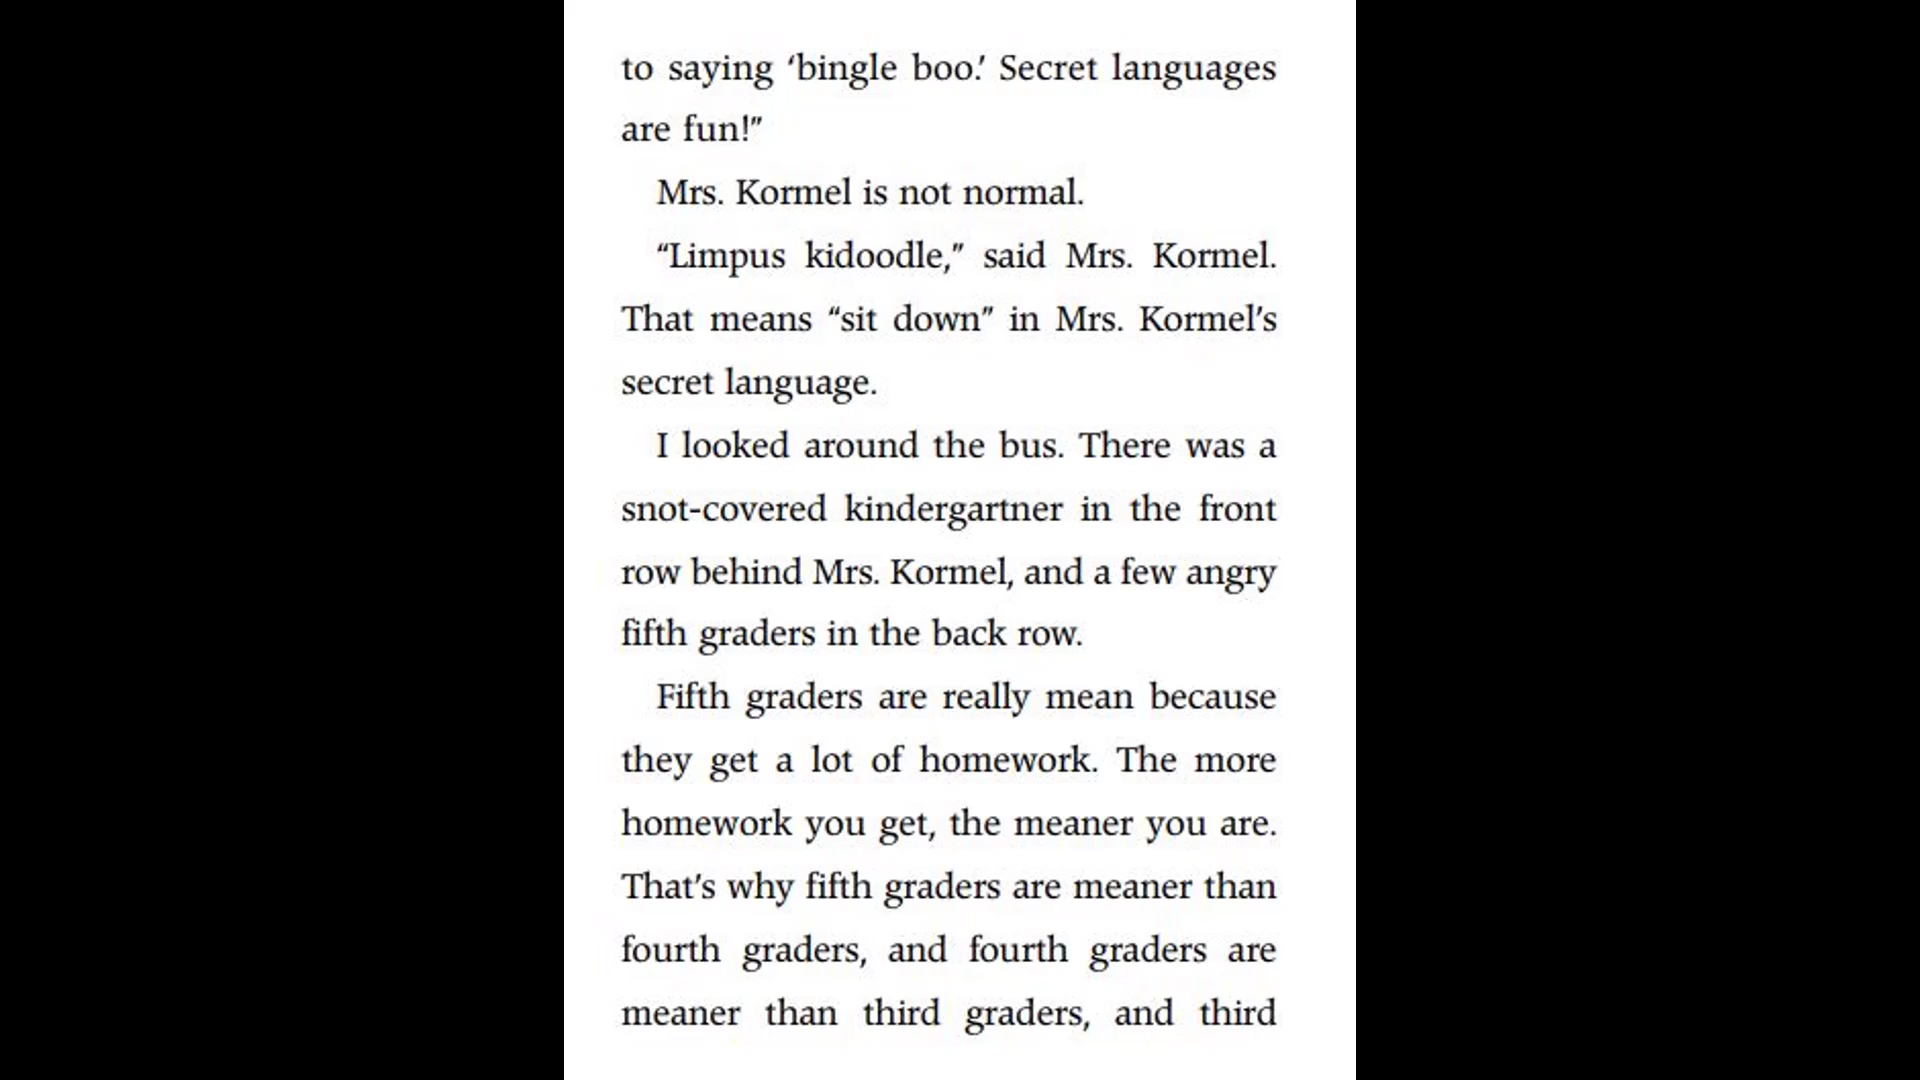 to saying ‘bingle boo.’ Secret languages
are fun!”
Mrs. Kormel is not normal.
“Limpus kidoodle,” said Mrs. Kormel.
That means “sit down” in Mrs. Kormel’s
secret language.
I looked around the bus. There was a
snot-covered kindergartner in the front
row behind Mrs. Kormel, and a few angry
fifth graders in the back row.
Fifth graders are really mean because
they get a lot of homework. The more
homework you get, the meaner you are.
That’s why fifth graders are meaner than
fourth graders, and fourth graders are
meaner than third graders, and third